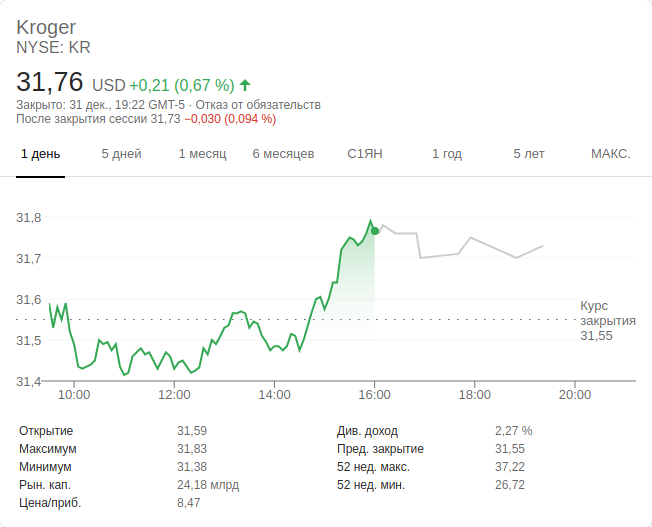 Kroger
NYSE: KR
31,76 USD +0,21 (0,67 %)
Закрыто: 31 дек., 19:22 GMT-5 · Отказ от обязательств
После закрытия сессии 31,73 −0,030 (0,094 %)
1 день 5 дней 1 месяц 6 месяцев С1ЯН 1 год 5 лет МАКС.
31,8
31,7
31,6
Курс
закрытия
31,55
31,5
31,4
10:00 12:00 14:00 16:00 18:00 20:00
Открытие 31,59 Див. доход 2,27 %
Максимум 31,83 Пред. закрытие 31,55
Минимум 31,38 52 нед. макс. 37,22
Рын. кап. 24,18 млрд 52 нед. мин. 26,72
Цена/приб. 8,47